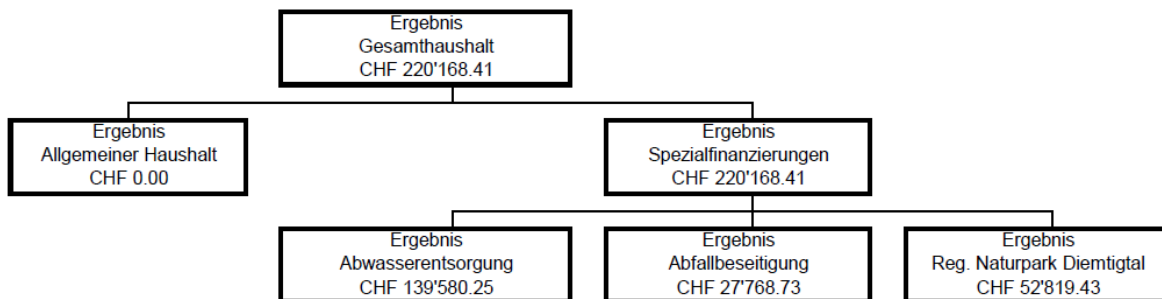 Ergebnis
Gesamthaushalt
CHF 220'168.41
Ergebnis
Allgemeiner Haushalt
CHF 0.00
Ergebnis
Spezialfinanzierungen
CHF 220'168.41
Ergebnis
Abwasserentsorgung
CHF 139'580.25
Ergebnis
Abfallbeseitigung
CHF 27'768.73
Ergebnis
Reg. Naturpark Diemtigtal
CHF 52'819.43